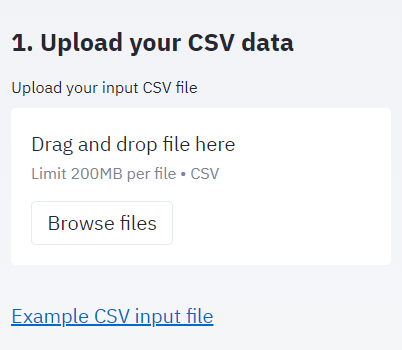 1. Upload your CSV data
Upload your input CSV file
Drag and drop file here
Limit 200MB per file • CSV
Browse files
Example CSV input file